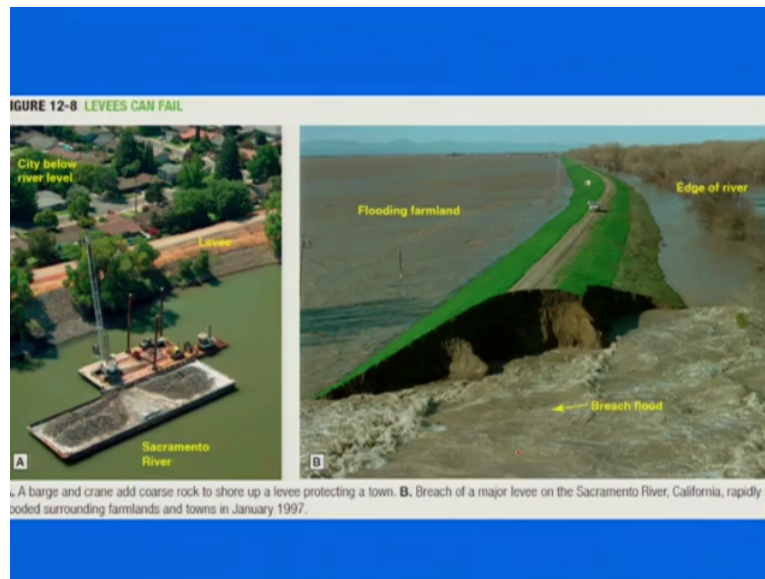 IGURE 12-8 LEVEES CAN FAIL
City below
river level
Levee
Sacramento
River
A
Flooding farmland
Edge of river
Breach flood
B
. A barge and crane add coarse rock to shore up a levee protecting a town. B. Breach of a major levee on the Sacramento River, California, rapidly
ooded surrounding farmlands and towns in January 1997.